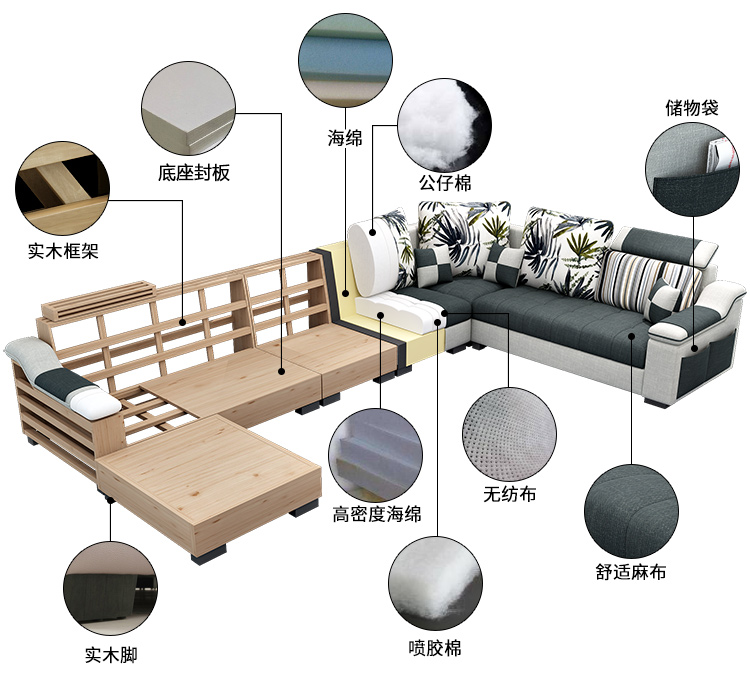 储物袋
海绵
底座封板
公仔棉
实木框架
无纺布
高密度海绵
舒适麻布
喷胶棉
实木脚